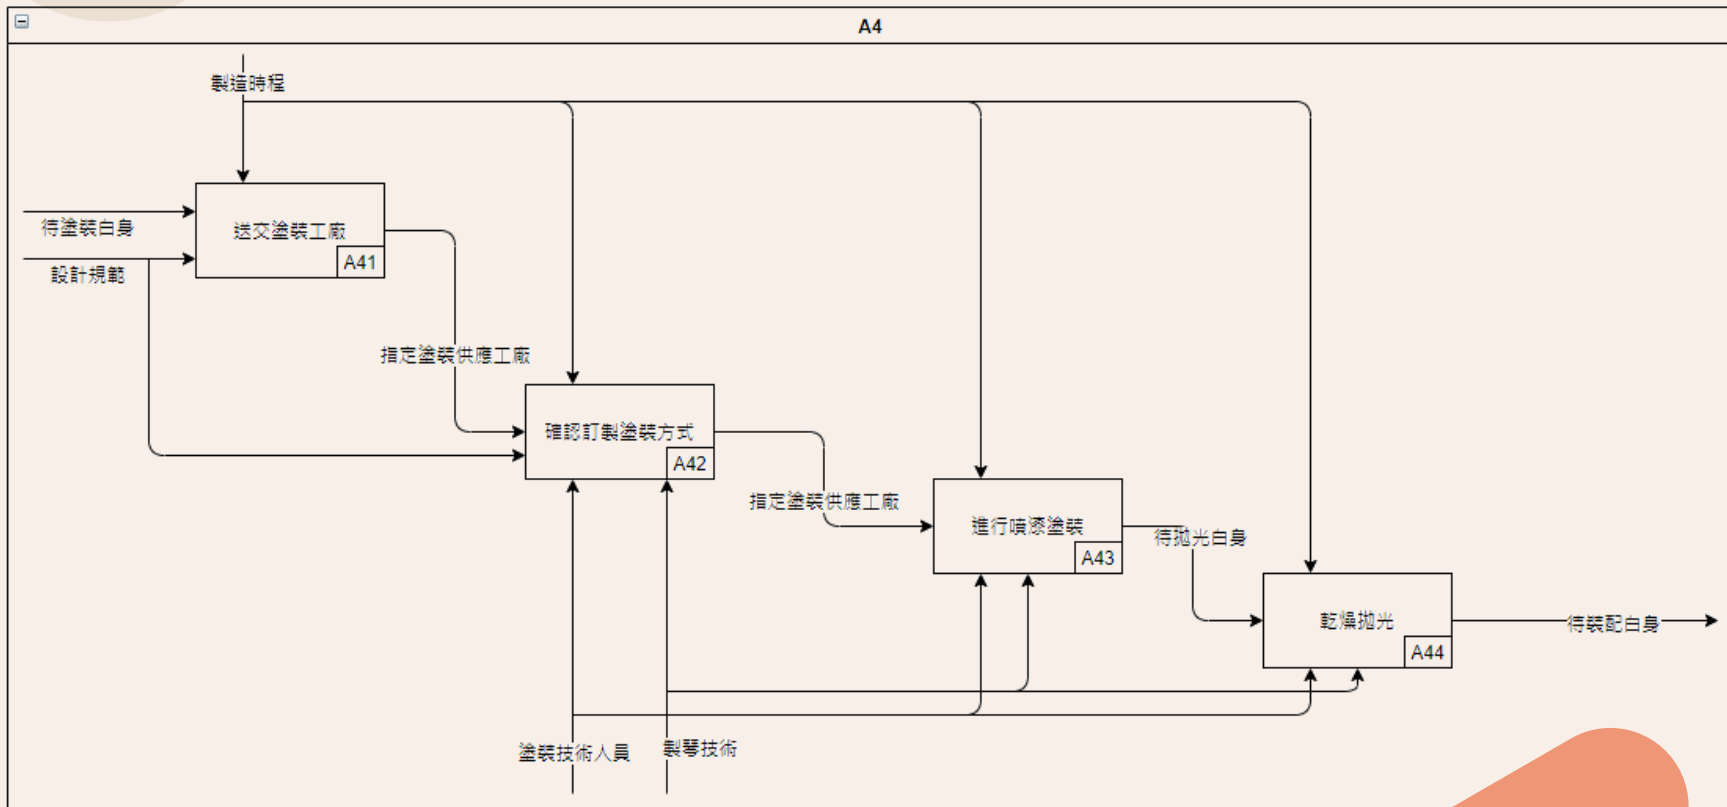 A4
製造時程
待塗裝白身
設計規範
送交塗裝工廠
A41
指定塗裝供應工廠
確認訂製塗裝方式
A42
指定塗裝供應工廠
進行噴漆塗裝
A43
待拋光白身
乾燥拋光
A44
待裝配白身
塗裝技術人員
製琴技術